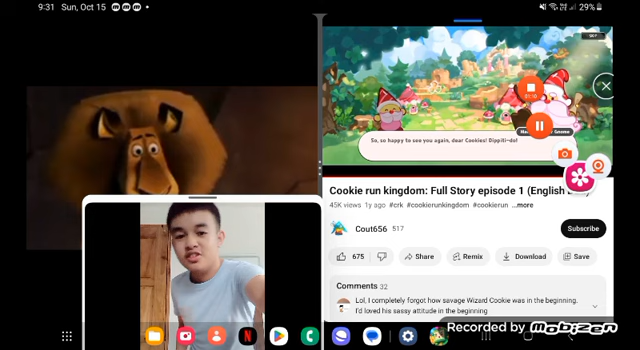 9:31 Sun, Oct 15
29%
So, so happy to see you again, dear Cookies! Dippiti-do!
Cookie run kingdom: Full Story episode 1 (English
45K views 1y ago #crk #cookierunkingdom #cookierun ...more
Cout656 517
Subscribe
675 Share Remix Download Save
Comments 32
Lol, I completely forgot how savage Wizard Cookie was in the beginning.
I'd loved his sassy attitude in the beginning
Recorded by Mobizen